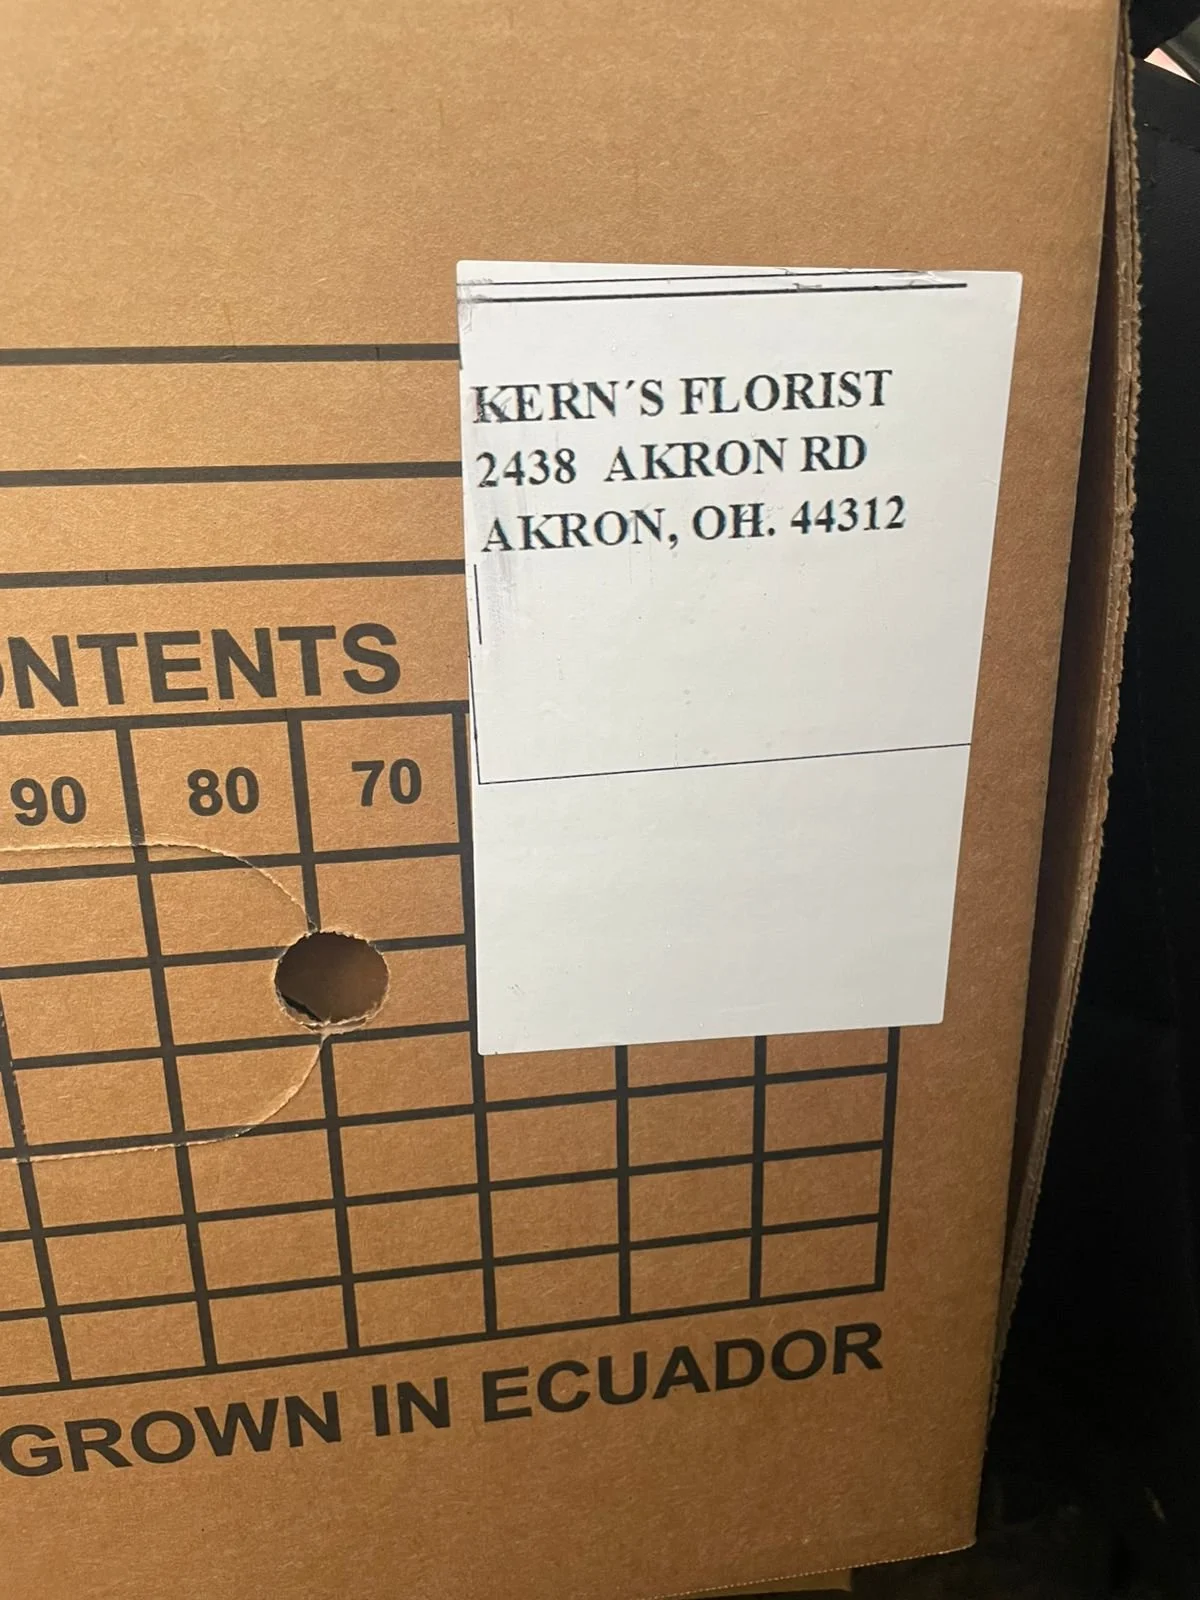 KERN´S FLORIST
2438 AKRON RD
AKRON, OH. 44312
ONTENTS
90 80 70
GROWN IN ECUADOR